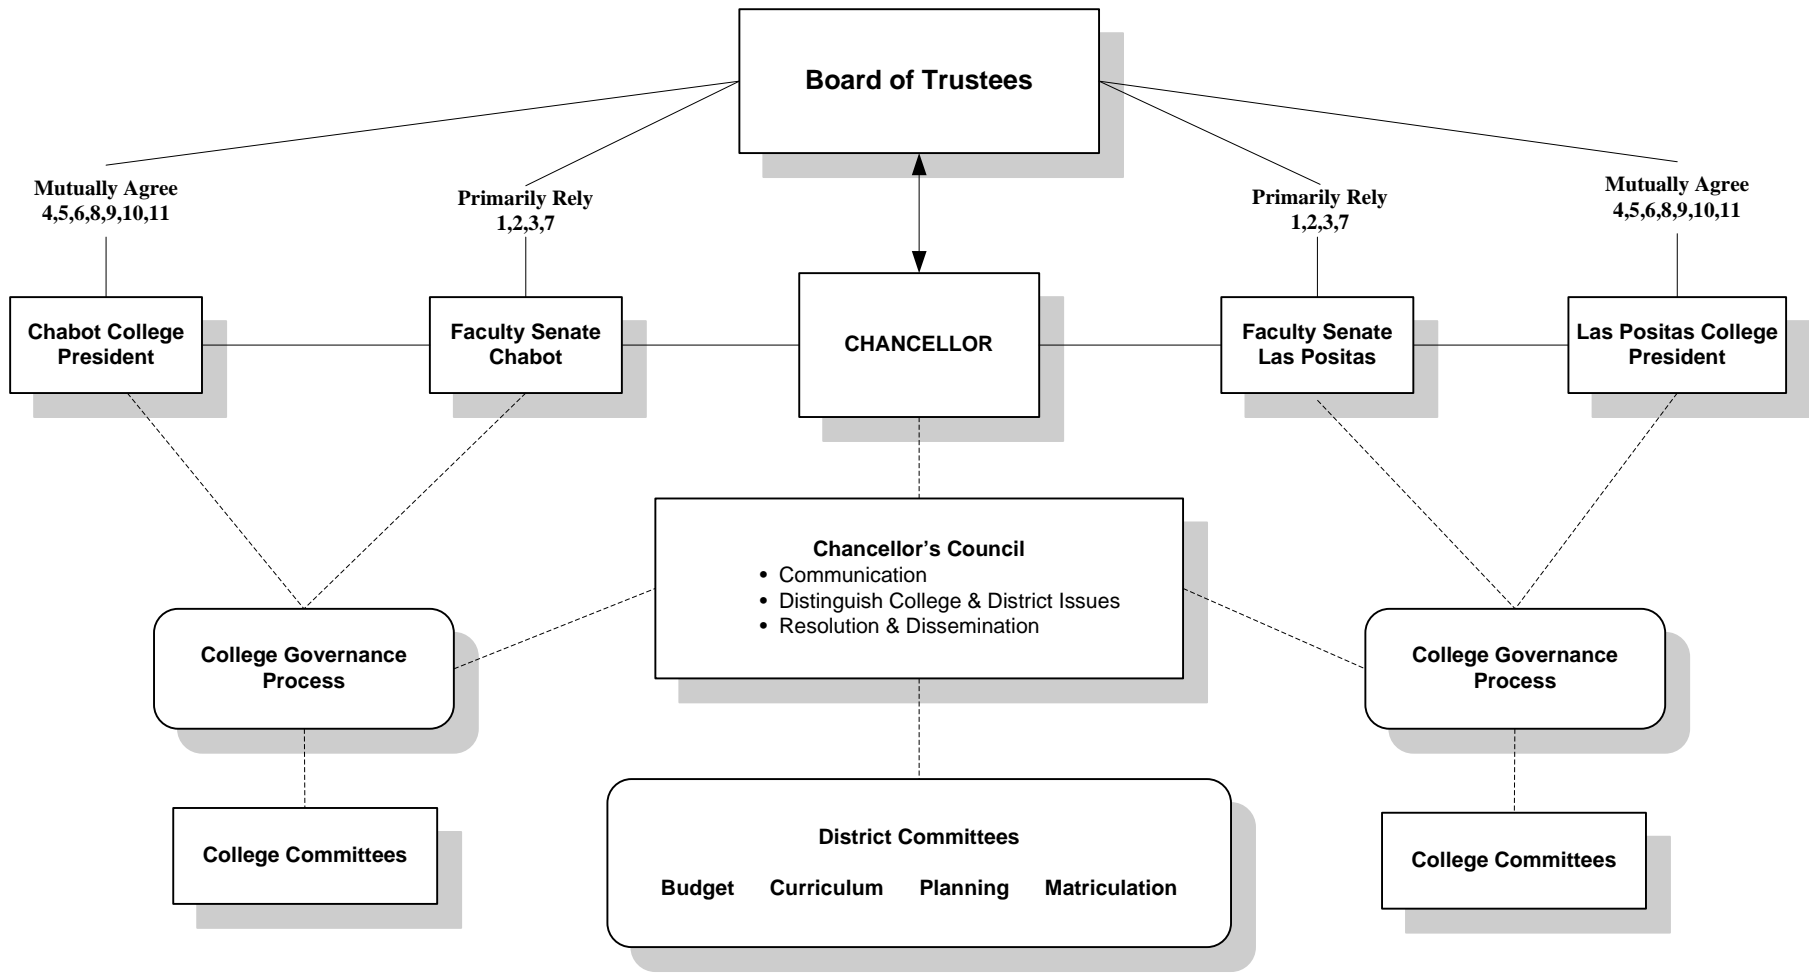 Board of Trustees
Mutually Agree
4,5,6,8,9,10,11
Primarily Rely
1,2,3,7
Primarily Rely
1,2,3,7
Mutually Agree
4,5,6,8,9,10,11
Chabot College
President
Faculty Senate
Chabot
CHANCELLOR
Faculty Senate
Las Positas
Las Positas College
President
Chancellor’s Council
• Communication
• Distinguish College & District Issues
• Resolution & Dissemination
College Governance
Process
College Governance
Process
College Committees
District Committees
Budget Curriculum Planning Matriculation
College Committees